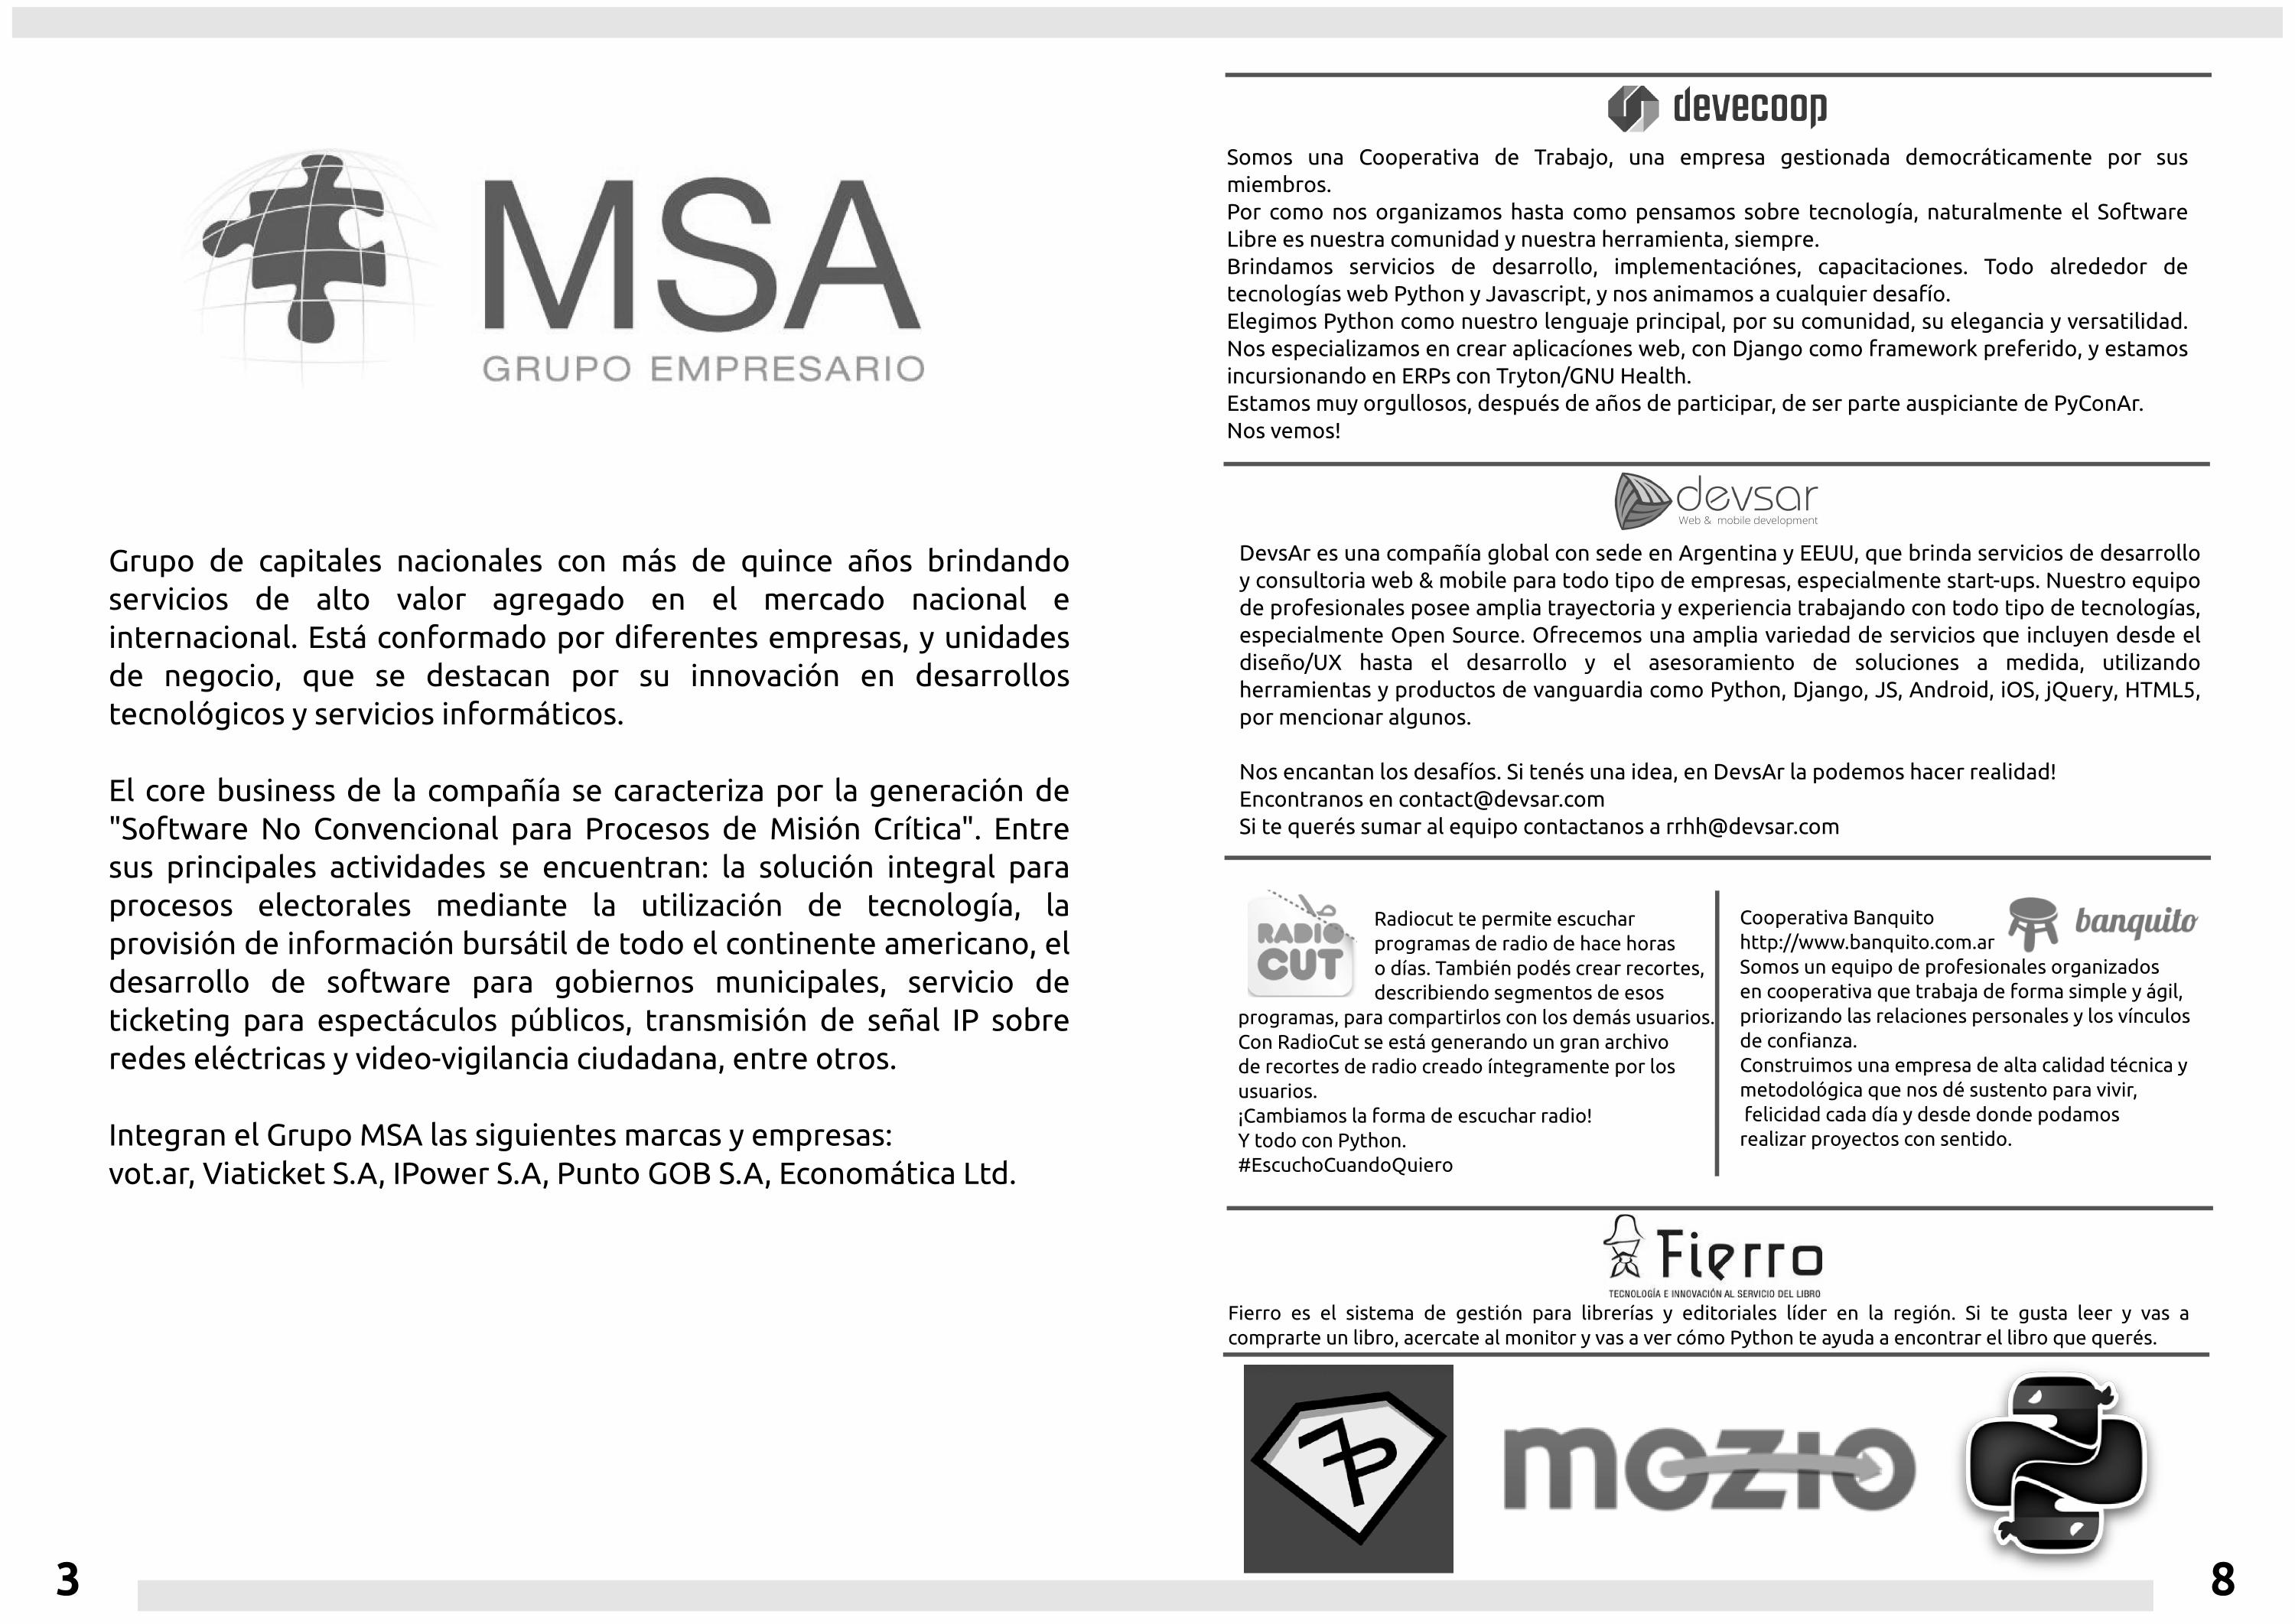 MSA
GRUPO EMPRESARIO
Grupo de capitales nacionales con más de quince años brindando
servicios de alto valor agregado en el mercado nacional e
internacional. Está conformado por diferentes empresas, y unidades
de negocio, que se destacan por su innovación en desarrollos
tecnológicos y servicios informáticos.
El core business de la compañía se caracteriza por la generación de
"Software No Convencional para Procesos de Misión Crítica". Entre
sus principales actividades se encuentran: la solución integral para
procesos electorales mediante la utilización de tecnología, la
provisión de información bursátil de todo el continente americano, el
desarrollo de software para gobiernos municipales, servicio de
ticketing para espectáculos públicos, transmisión de señal IP sobre
redes eléctricas y video-vigilancia ciudadana, entre otros.
Integran el Grupo MSA las siguientes marcas y empresas:
vot.ar, Viaticket S.A, IPower S.A, Punto GOB S.A, Economática Ltd.
3
devecoop
Somos una Cooperativa de Trabajo, una empresa gestionada democráticamente por sus
miembros.
Por como nos organizamos hasta como pensamos sobre tecnología, naturalmente el Software
Libre es nuestra comunidad y nuestra herramienta, siempre.
Brindamos servicios de desarrollo, implementaciónes, capacitaciones. Todo alrededor de
tecnologías web Python y Javascript, y nos animamos a cualquier desafío.
Elegimos Python como nuestro lenguaje principal, por su comunidad, su elegancia y versatilidad.
Nos especializamos en crear aplicacíones web, con Django como framework preferido, y estamos
incursionando en ERPs con Tryton/GNU Health.
Estamos muy orgullosos, después de años de participar, de ser parte auspiciante de PyConAr.
Nos vemos!
devsar
Web & mobile development
DevsAr es una compañía global con sede en Argentina y EEUU, que brinda servicios de desarrollo
y consultoria web & mobile para todo tipo de empresas, especialmente start-ups. Nuestro equipo
de profesionales posee amplia trayectoria y experiencia trabajando con todo tipo de tecnologías,
especialmente Open Source. Ofrecemos una amplia variedad de servicios que incluyen desde el
diseño/UX hasta el desarrollo y el asesoramiento de soluciones a medida, utilizando
herramientas y productos de vanguardia como Python, Django, JS, Android, iOS, jQuery, HTML5,
por mencionar algunos.
Nos encantan los desafíos. Si tenés una idea, en DevsAr la podemos hacer realidad!
Encontranos en contact@devsar.com
Si te querés sumar al equipo contactanos a rrhh@devsar.com
RADIO
CUT
Radiocut te permite escuchar
programas de radio de hace horas
o días. También podés crear recortes,
describiendo segmentos de esos
programas, para compartirlos con los demás usuarios.
Con RadioCut se está generando un gran archivo
de recortes de radio creado íntegramente por los
usuarios.
¡Cambiamos la forma de escuchar radio!
Y todo con Python.
#EscuchoCuandoQuiero
banquito
Cooperativa Banquito
http://www.banquito.com.ar
Somos un equipo de profesionales organizados
en cooperativa que trabaja de forma simple y ágil,
priorizando las relaciones personales y los vínculos
de confianza.
Construimos una empresa de alta calidad técnica y
metodológica que nos dé sustento para vivir,
felicidad cada día y desde donde podamos
realizar proyectos con sentido.
Fierro
TECNOLOGÍA E INNOVACIÓN AL SERVICIO DEL LIBRO
Fierro es el sistema de gestión para librerías y editoriales líder en la región. Si te gusta leer y vas a
comprarte un libro, acercate al monitor y vas a ver cómo Python te ayuda a encontrar el libro que querés.
mozio
8